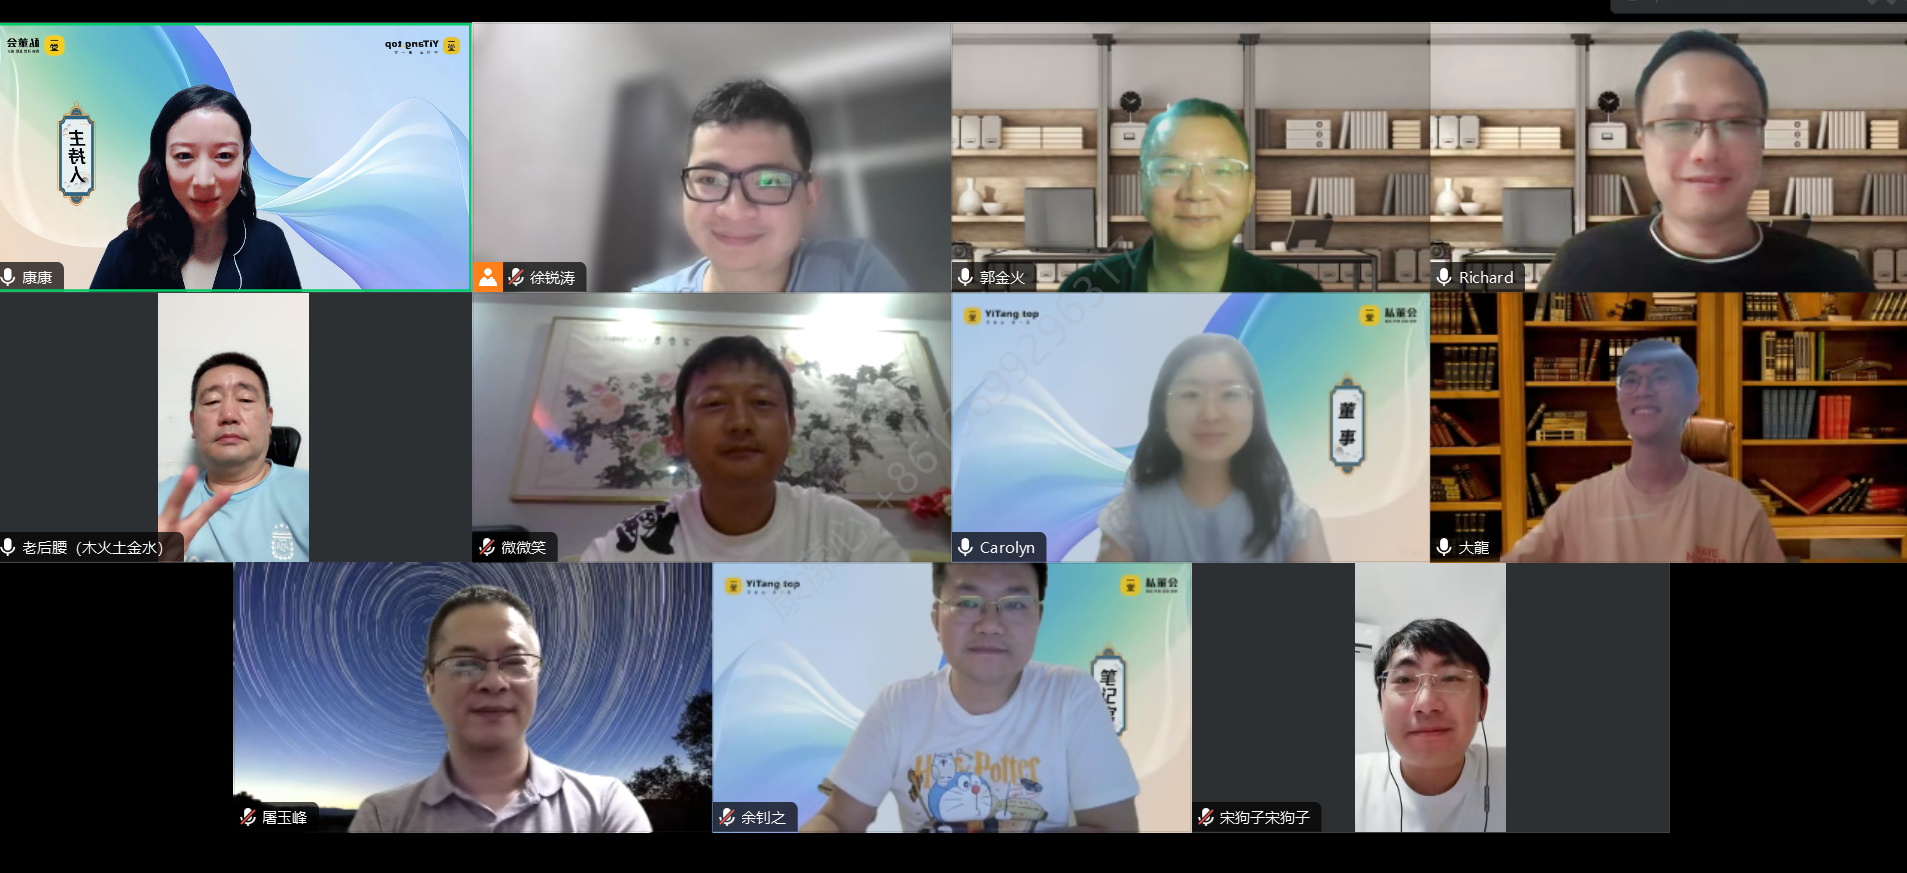 私董会
YiTang.top
主持人
康康
徐锐涛
郭金火
Richard
老后腰（木火土金水）
微微笑
YiTang.top
私董会
董事
Carolyn
大龍
屠玉峰
YiTang.top
私董会
笔记官
Harry Potter
余钊之
宋狗子宋狗子